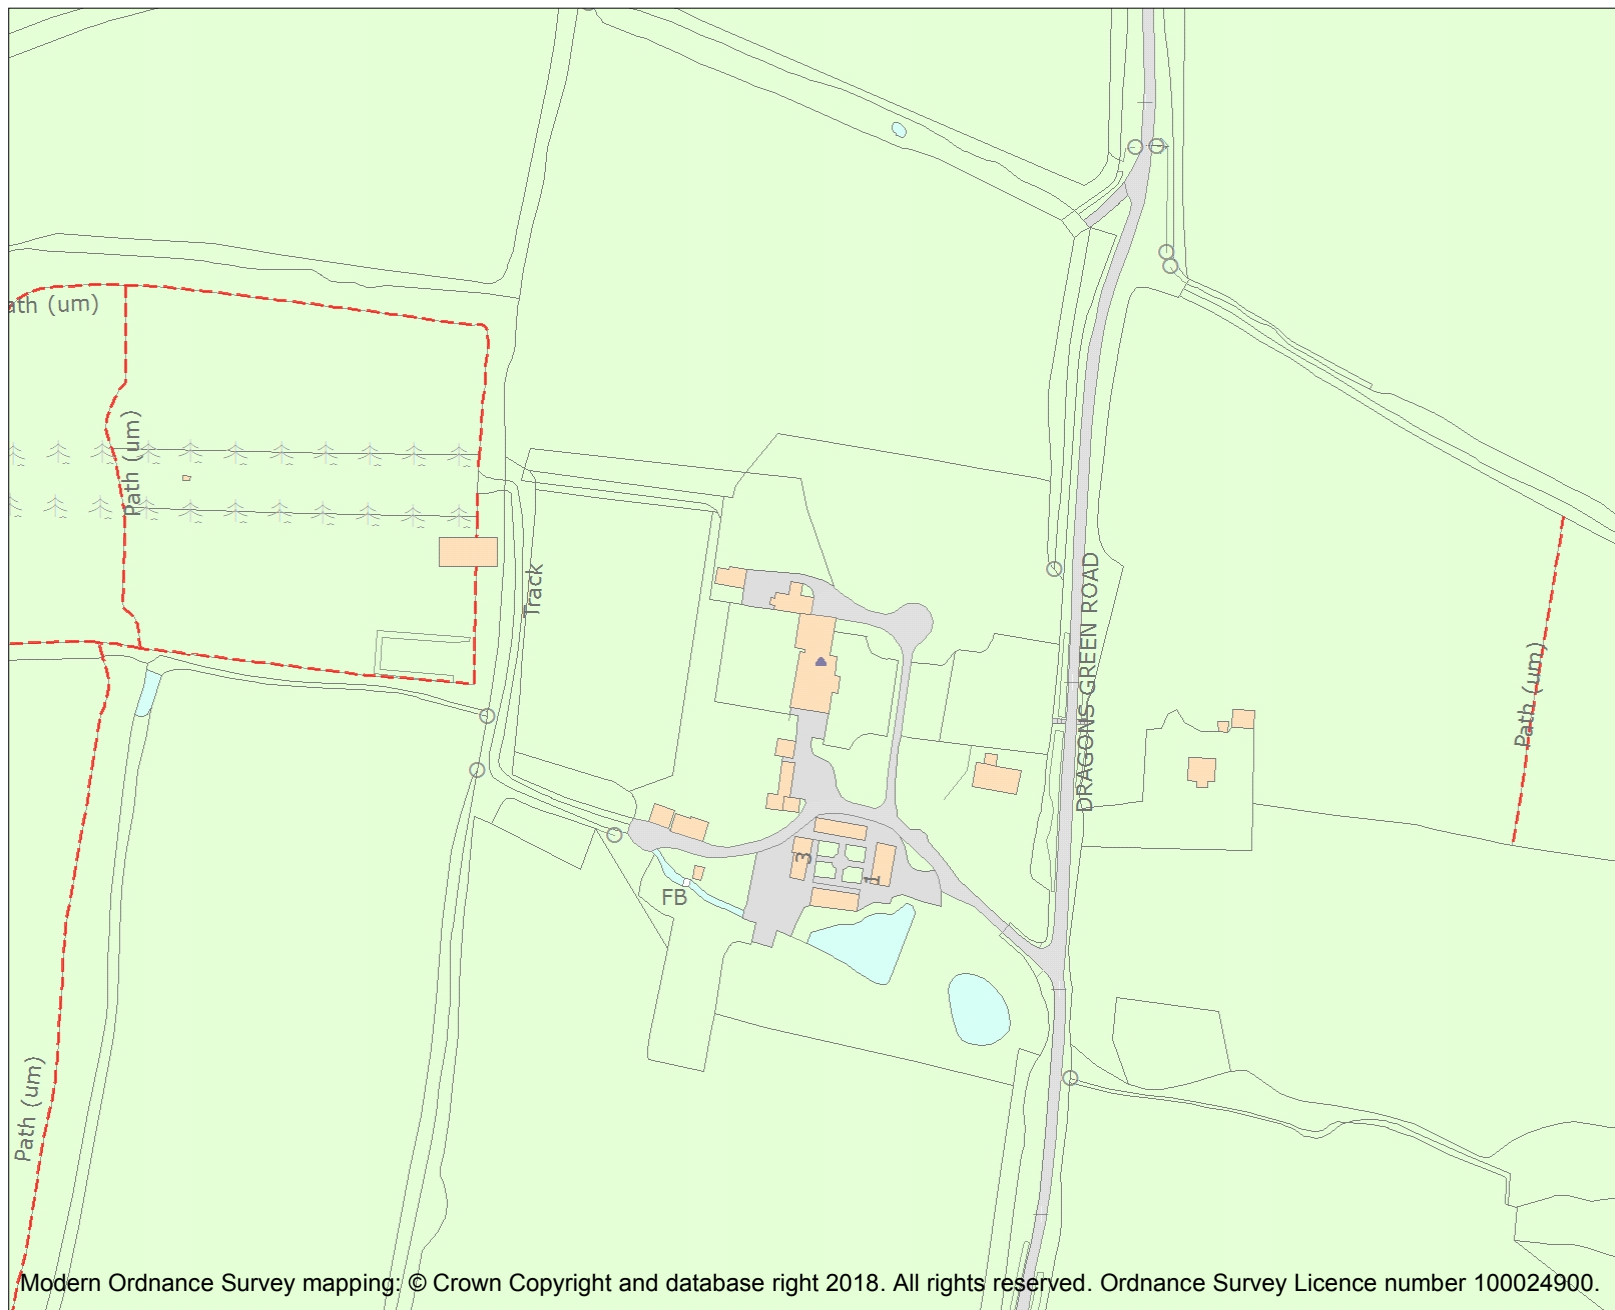 ath (um)
Path (um)
Track
DRAGONS GREEN ROAD
Path (um)
3
1
FB
Path (um)
Modern Ordnance Survey mapping: © Crown Copyright and database right 2018. All rights reserved. Ordnance Survey Licence number 100024900.